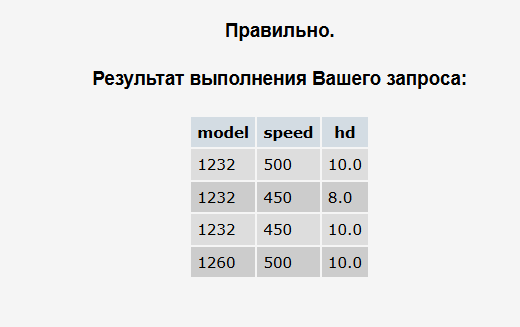 Правильно.
Результат выполнения Вашего запроса:
model speed hd
1232 500 10.0
1232 450 8.0
1232 450 10.0
1260 500 10.0